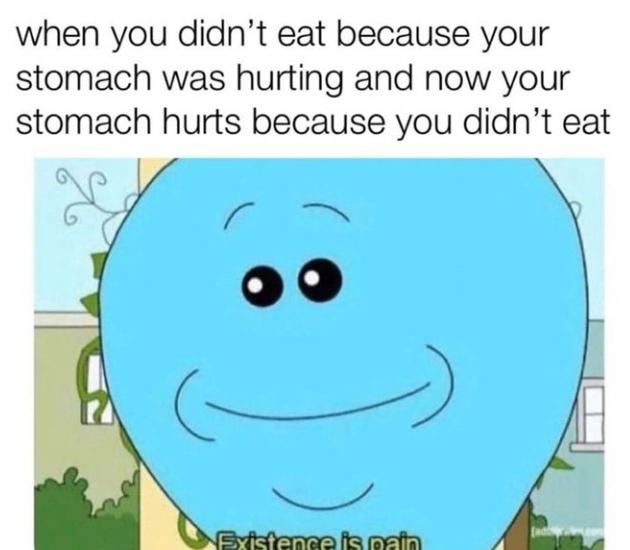 when you didn’t eat because your
stomach was hurting and now your
stomach hurts because you didn’t eat
Existence is pain